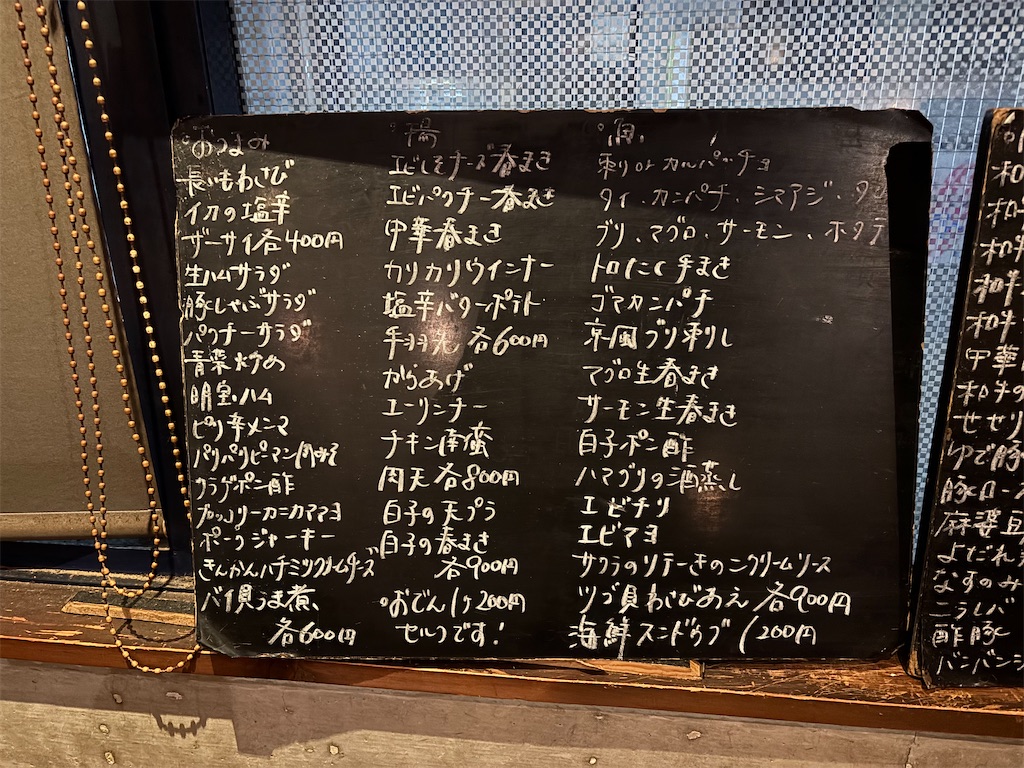 おつまみ
長いもわさび
イカの塩辛
ザーサイ各400円
生ハムサラダ
豚しゃぶサラダ
パクチーサラダ
青菜炒め
明皇ハム
ピリ辛メンマ
パリパリピーマン肉みそ
クラゲポン酢
ブロッコリーカニカママヨ
ポークジャーキー
きんかんハチミツクリームチーズ
バイ貝うま煮
各600円
揚
エビしそチーズ春まき
エビパクチー春まき
中華春まき
カリカリウインナー
塩辛バターポテト
手羽先 各600円
からあげ
ユーリンチー
チキン南蛮
肉天各800円
白子の天プラ
白子の春まき
各900円
おでん1ヶ200円
セルフです!
魚
刺りorカルパッチョ
タイ、カンパチ、シマアジ、タ
ブリ、マグロ、サーモン、ホタテ
トロたく手まき
ゴマカンパチ
京風ブリ刺し
マグロ生春まき
サーモン生春まき
白子ポン酢
ハマグリの酒蒸し
エビチリ
エビマヨ
サワラのソテーきのこクリームソース
ツブ貝わさびあえ 各900円
海鮮スンドゥブ 1200円
和
和
和牛
和牛
和牛
中華
和牛の
せせり
ゆで豚
豚ロー
麻婆豆
よだれ
なすのみ
ニラレバ
酢豚
バンバンジ